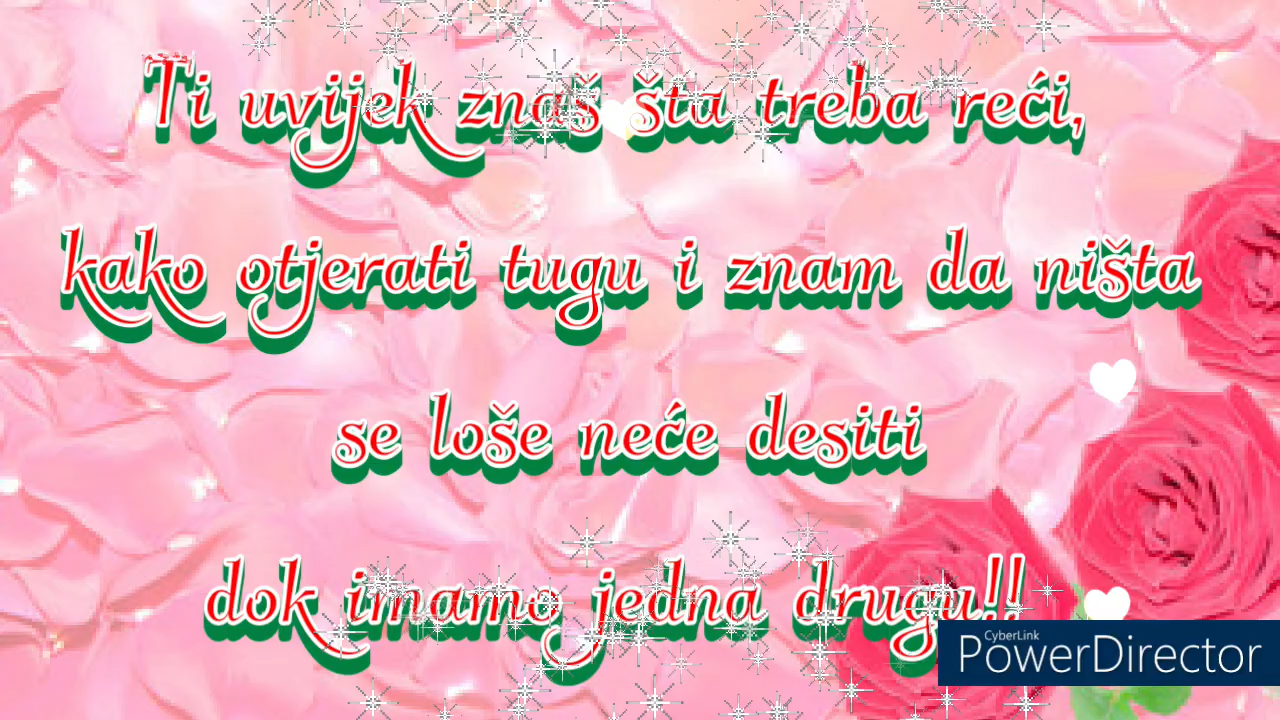 Ti uvijek znaš šta treba reći,
kako otjerati tugu i znam da ništa
se loše neće desiti
dok imamo jedna drugu!!
CyberLink
PowerDirector